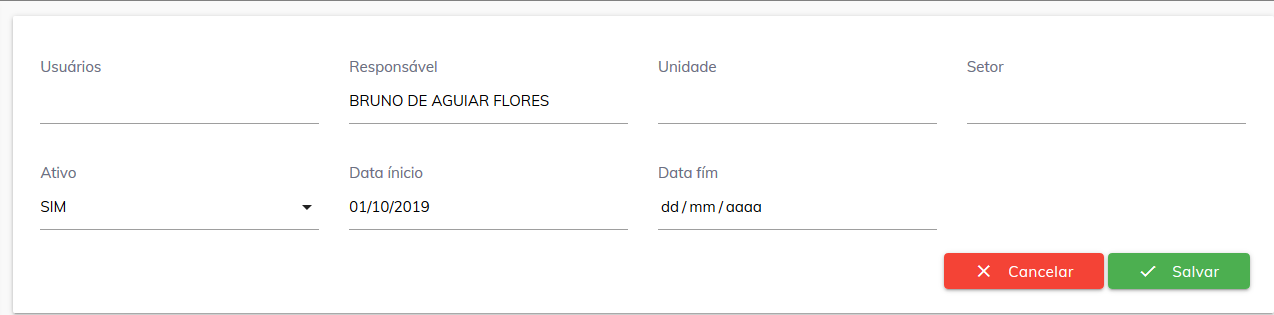 Usuários Responsável Unidade Setor
BRUNO DE AGUIAR FLORES
Ativo Data ínicio Data fím
SIM 01/10/2019 dd/mm/aaaa
Cancelar Salvar